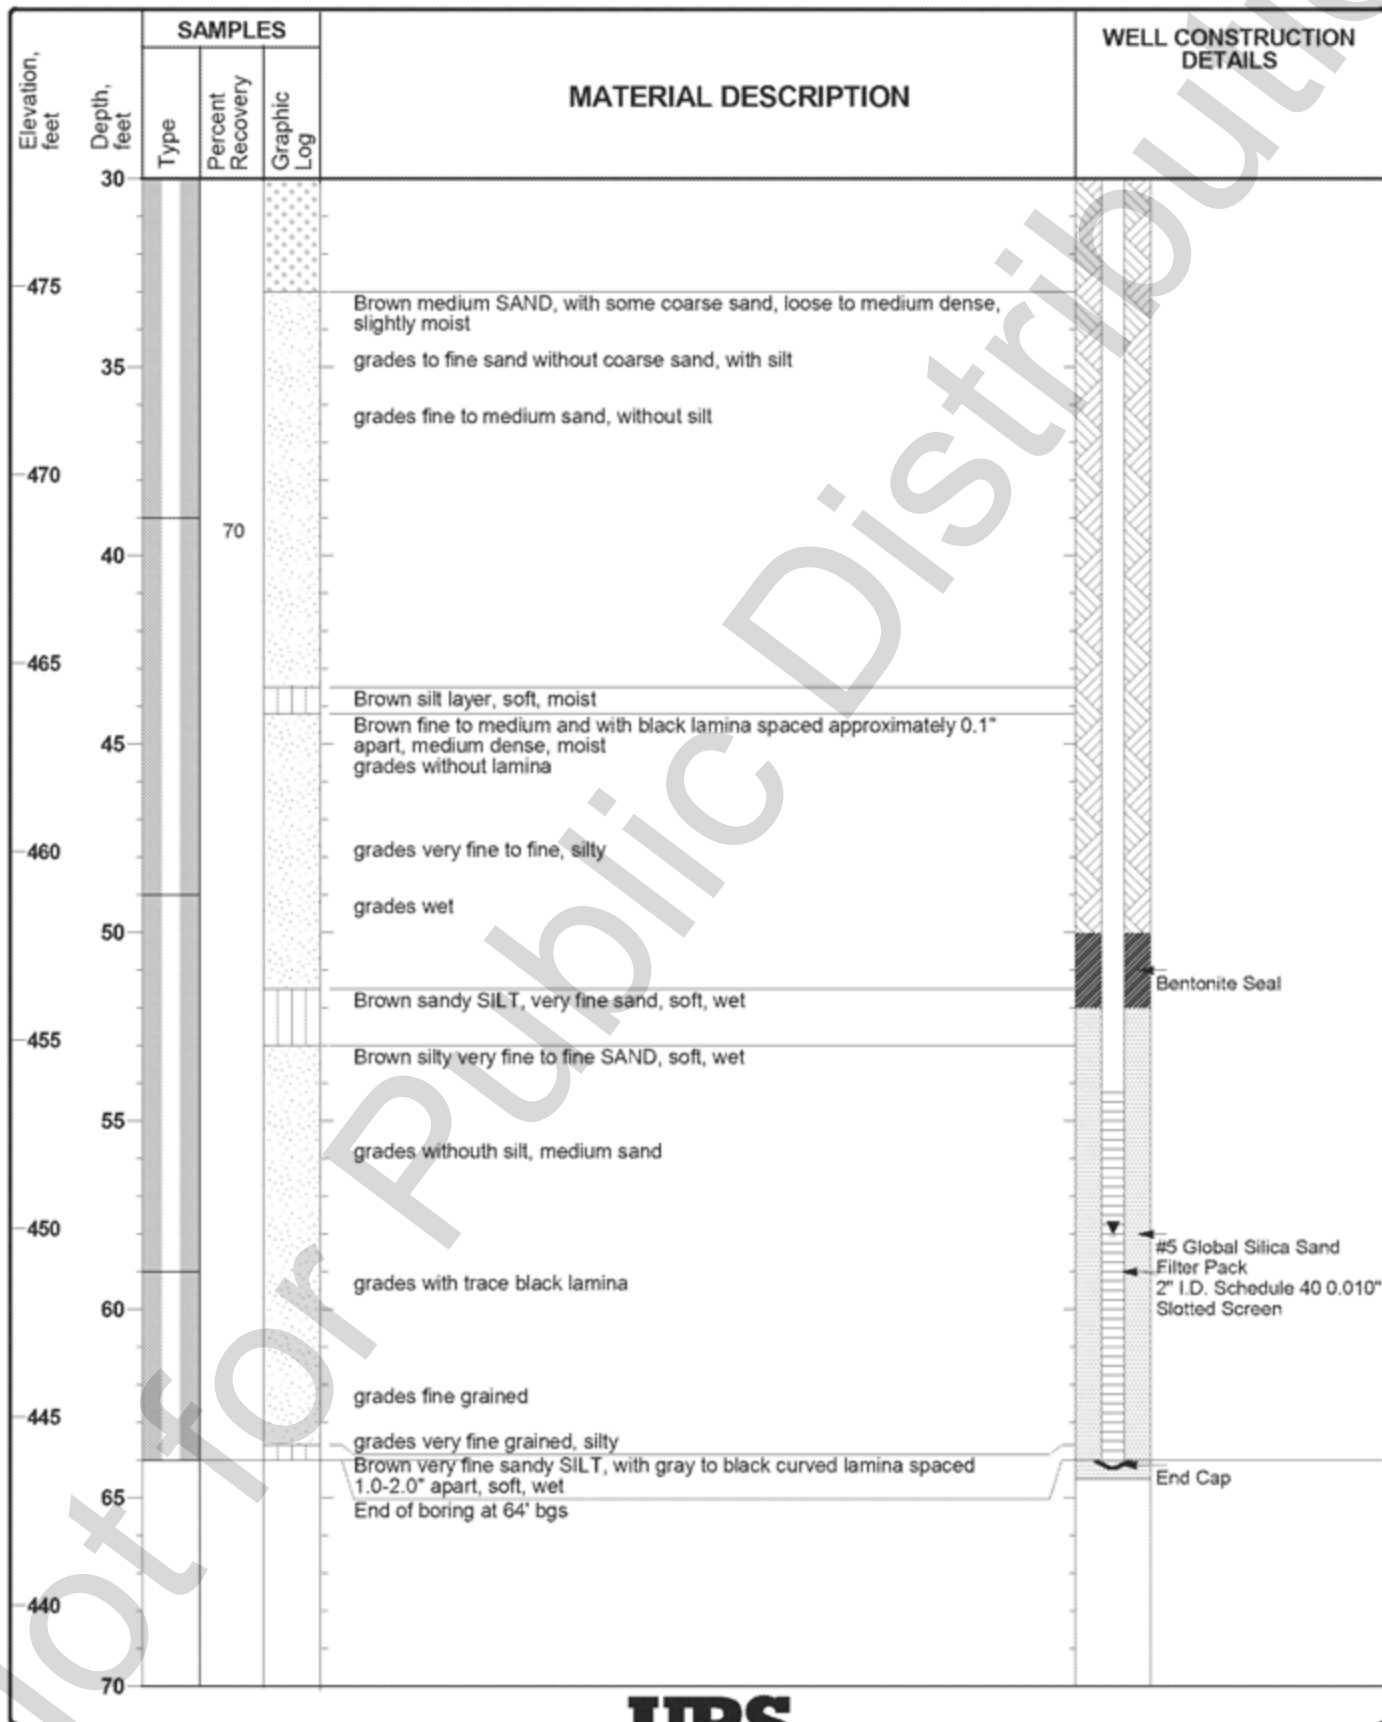 SAMPLES
WELL CONSTRUCTION
DETAILS
MATERIAL DESCRIPTION
Elevation,
feet
Depth,
feet
Type
Percent
Recovery
Graphic
Log
30
475
Brown medium SAND, with some coarse sand, loose to medium dense,
slightly moist
35
grades to fine sand without coarse sand, with silt
grades fine to medium sand, without silt
470
70
40
465
Brown silt layer, soft, moist
Brown fine to medium and with black lamina spaced approximately 0.1"
45
apart, medium dense, moist
grades without lamina
460
grades very fine to fine, silty
grades wet
50
Bentonite Seal
Brown sandy SILT, very fine sand, soft, wet
455
Brown silty very fine to fine SAND, soft, wet
55
grades withouth silt, medium sand
450
#5 Global Silica Sand
Filter Pack
2" I.D. Schedule 40 0.010"
Slotted Screen
grades with trace black lamina
60
grades fine grained
445
grades very fine grained, silty
Brown very fine sandy SILT, with gray to black curved lamina spaced
1.0-2.0" apart, soft, wet
End Cap
65
End of boring at 64' bgs
440
70
URS
Not for Public Distribution